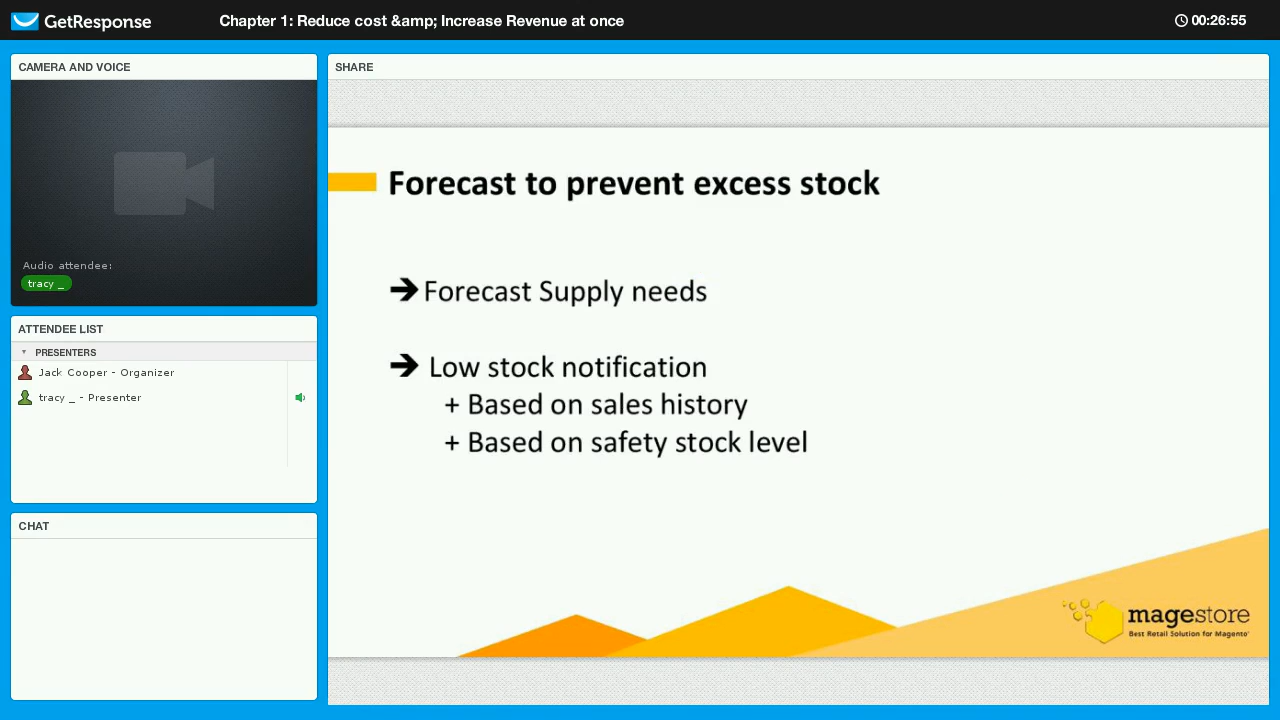 GetResponse
Chapter 1: Reduce cost &amp; Increase Revenue at once
00:26:55
CAMERA AND VOICE
Audio attendee:
tracy _
ATTENDEE LIST
PRESENTERS
Jack Cooper - Organizer
tracy _ - Presenter
CHAT
SHARE
Forecast to prevent excess stock
➔ Forecast Supply needs
➔ Low stock notification
+ Based on sales history
+ Based on safety stock level
magestore
Best Retail Solution for Magento